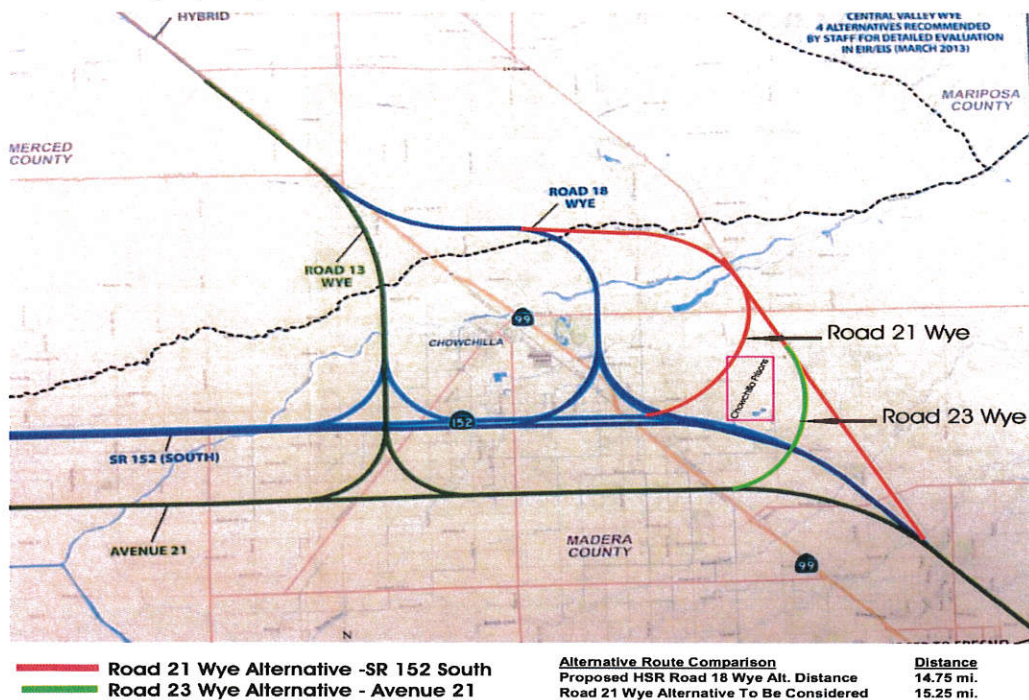 HYBRID
CENTRAL VALLEY WYE
4 ALTERNATIVES RECOMMENDED
BY STAFF FOR DETAILED EVALUATION
IN EIR/EIS (MARCH 2013)
MARIPOSA
COUNTY
MERCED
COUNTY
ROAD 18
WYE
ROAD 13
WYE
99
CHOWCHILLA
Road 21 Wye
Chowchilla Prisons
Road 23 Wye
152
SR 152 (SOUTH)
AVENUE 21
MADERA
COUNTY
99
N
Road 21 Wye Alternative -SR 152 South
Road 23 Wye Alternative - Avenue 21
Alternative Route Comparison Distance
Proposed HSR Road 18 Wye Alt. Distance 14.75 mi.
Road 21 Wye Alternative To Be Considered 15.25 mi.